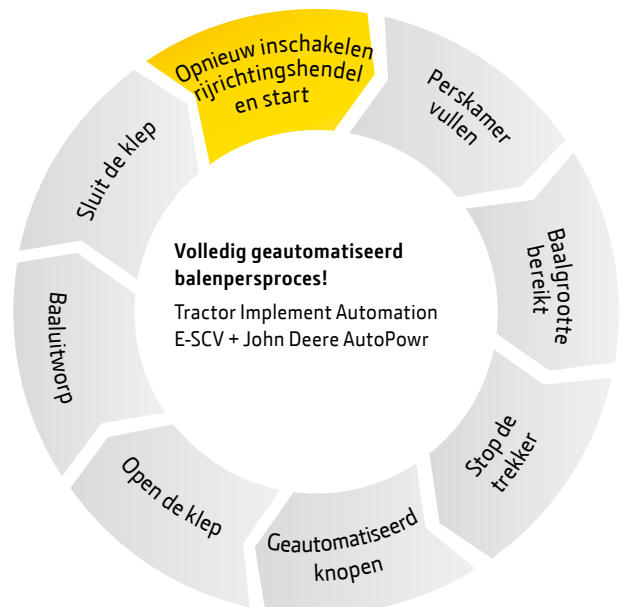 Opnieuw inschakelen
rijrichtingshendel
en start
Perskamer
vullen
Baalgrootte
bereikt
Stop de
trekker
Geautomatiseerd
knopen
Open de klep
Baaluitworp
Sluit de klep
Volledig geautomatiseerd
balenpersproces!
Tractor Implement Automation
E-SCV + John Deere AutoPowr